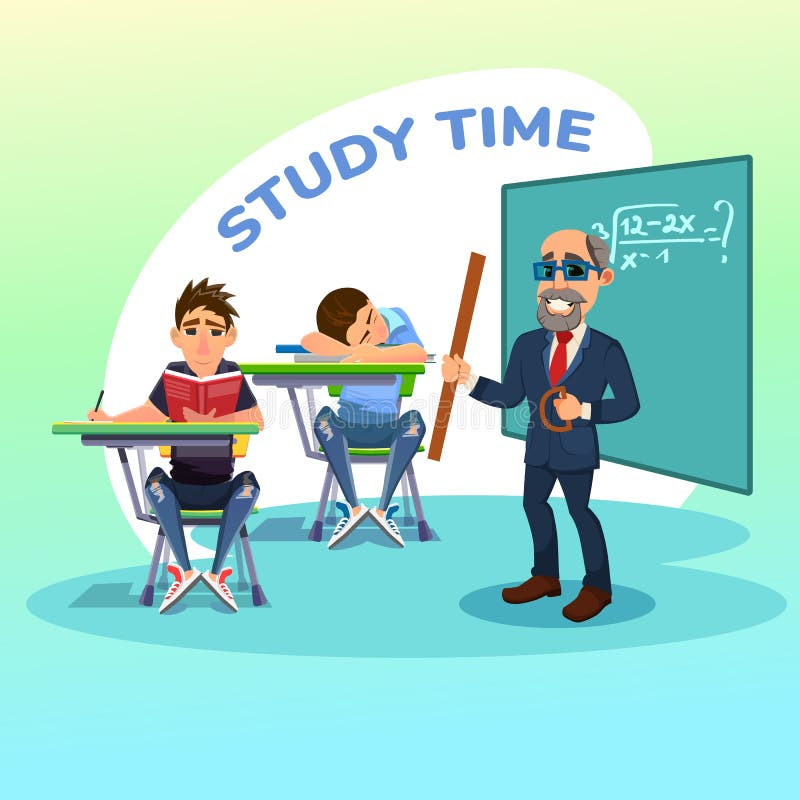 STUDY TIME
3√12-2x
x-1
=?